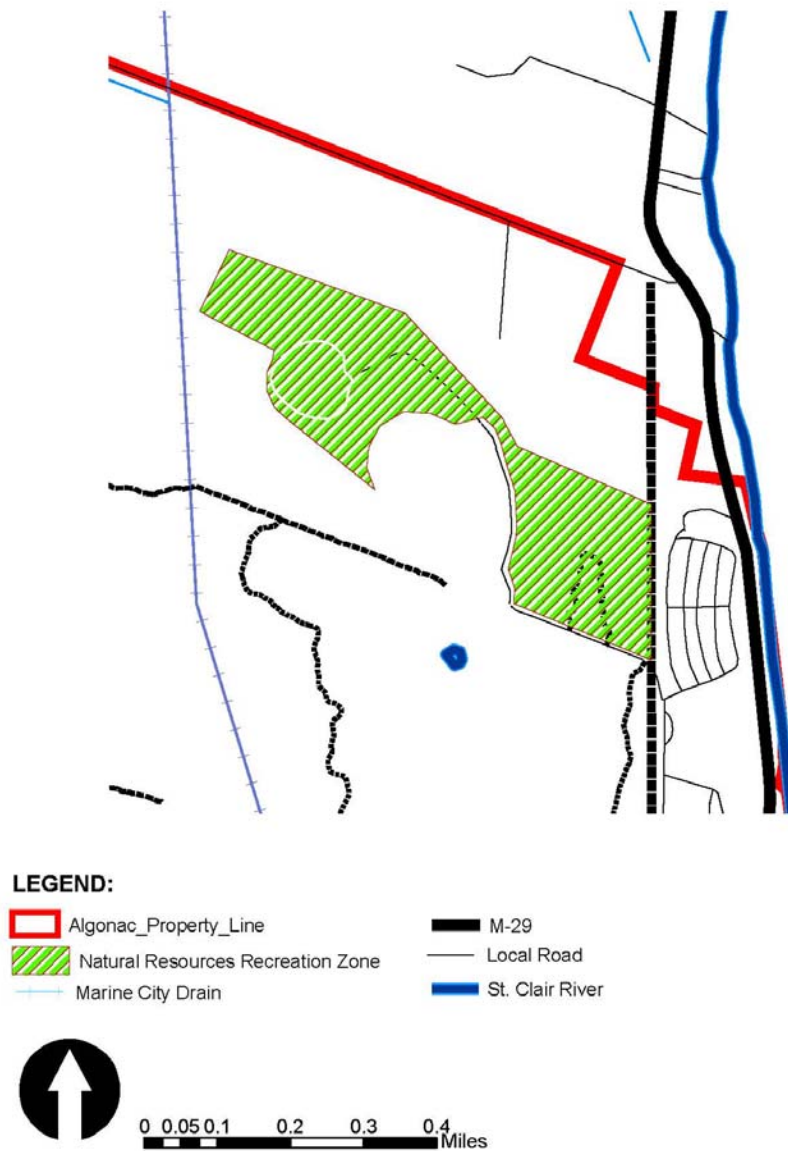 LEGEND:
Algonac_Property_Line
Natural Resources Recreation Zone
Marine City Drain
M-29
Local Road
St. Clair River
0 0.05 0.1 0.2 0.3 0.4
Miles